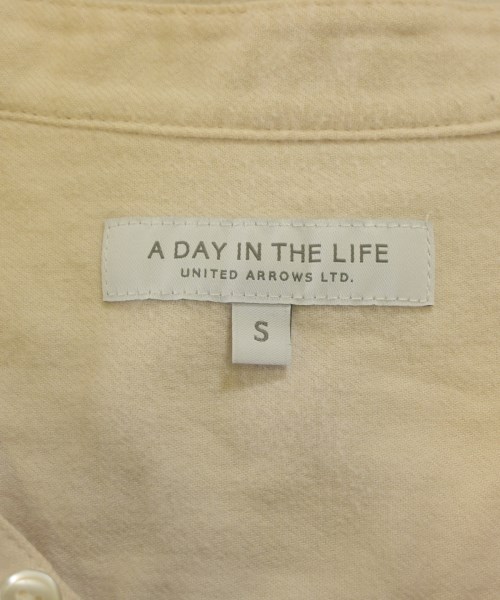 A DAY IN THE LIFE
UNITED ARROWS LTD.
S